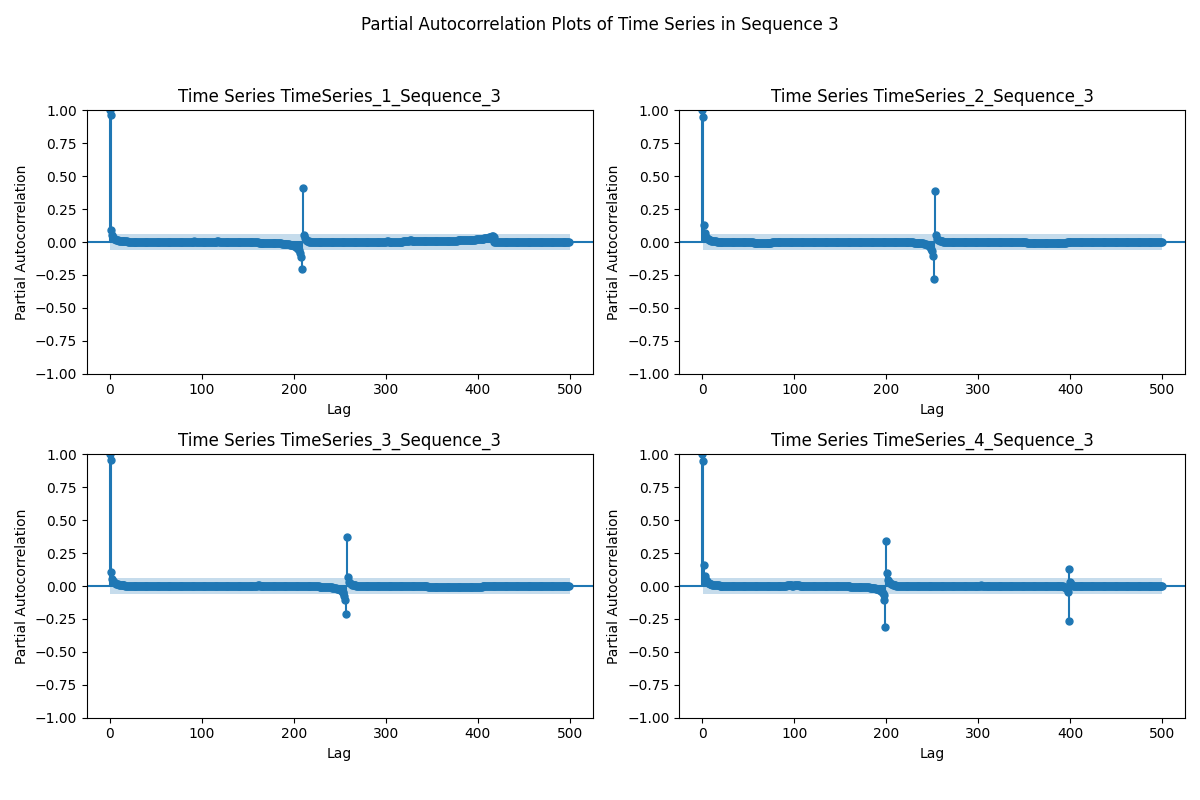 Partial Autocorrelation Plots of Time Series in Sequence 3
Time Series TimeSeries_1_Sequence_3
1.00
0.75
0.50
0.25
0.00
−0.25
−0.50
−0.75
−1.00
Partial Autocorrelation
0 100 200 300 400 500
Lag
Time Series TimeSeries_2_Sequence_3
1.00
0.75
0.50
0.25
0.00
−0.25
−0.50
−0.75
−1.00
Partial Autocorrelation
0 100 200 300 400 500
Lag
Time Series TimeSeries_3_Sequence_3
1.00
0.75
0.50
0.25
0.00
−0.25
−0.50
−0.75
−1.00
Partial Autocorrelation
0 100 200 300 400 500
Lag
Time Series TimeSeries_4_Sequence_3
1.00
0.75
0.50
0.25
0.00
−0.25
−0.50
−0.75
−1.00
Partial Autocorrelation
0 100 200 300 400 500
Lag